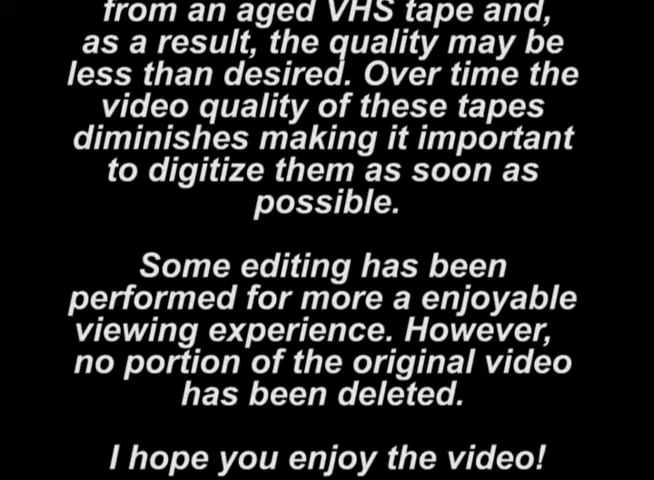 from an aged VHS tape and,
as a result, the quality may be
less than desired. Over time the
video quality of these tapes
diminishes making it important
to digitize them as soon as
possible.
Some editing has been
performed for more a enjoyable
viewing experience. However,
no portion of the original video
has been deleted.
I hope you enjoy the video!